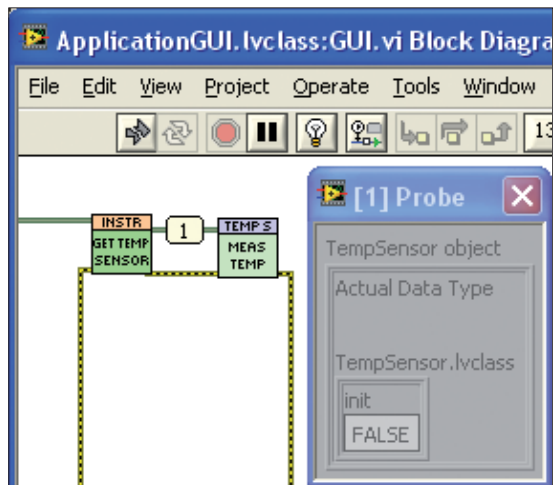 ApplicationGUI.lvclass:GUI.vi Block Diagra
File Edit View Project Operate Tools Window
13
INSTR
GET TEMP
SENSOR
1
TEMP S
MEAS
TEMP
[1] Probe
TempSensor object
Actual Data Type
TempSensor.lvclass
init
FALSE